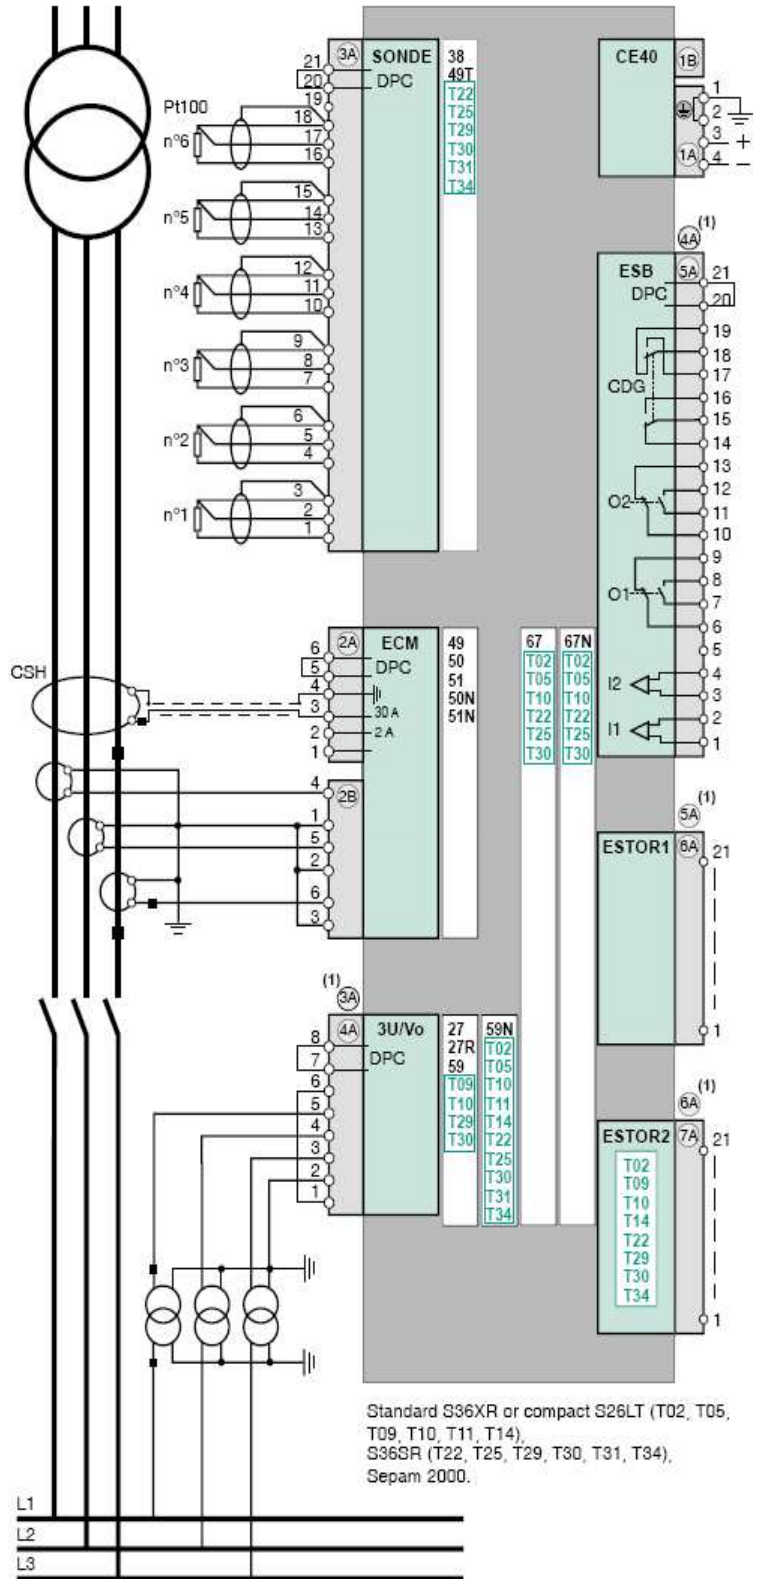 3A
SONDE
DPC
21
20
19
18
17
16
15
14
13
12
11
10
9
8
7
6
5
4
3
2
1
Pt100
n°6
n°5
n°4
n°3
n°2
n°1
38
49T
T22
T25
T29
T30
T31
T34
CE40
1B
1A
1
2
3
4
+
−
4A
(1)
ESB
5A
DPC
CDG
O2
O1
I2
I1
21
20
19
18
17
16
15
14
13
12
11
10
9
8
7
6
5
4
3
2
1
CSH
2A
ECM
DPC
30 A
2 A
6
5
4
3
2
1
2B
4
1
5
2
6
3
49
50
51
50N
51N
67
T02
T05
T10
T22
T25
T30
67N
T02
T05
T10
T22
T25
T30
5A
(1)
ESTOR1
6A
21
1
(1)
3A
4A
3U/Vo
DPC
8
7
6
5
4
3
2
1
27
27R
59
T09
T10
T29
T30
59N
T02
T05
T10
T11
T14
T22
T25
T30
T31
T34
6A
(1)
ESTOR2
7A
21
1
T02
T09
T10
T14
T22
T29
T30
T34
Standard S36XR or compact S26LT (T02, T05,
T09, T10, T11, T14),
S36SR (T22, T25, T29, T30, T31, T34),
Sepam 2000.
L1
L2
L3